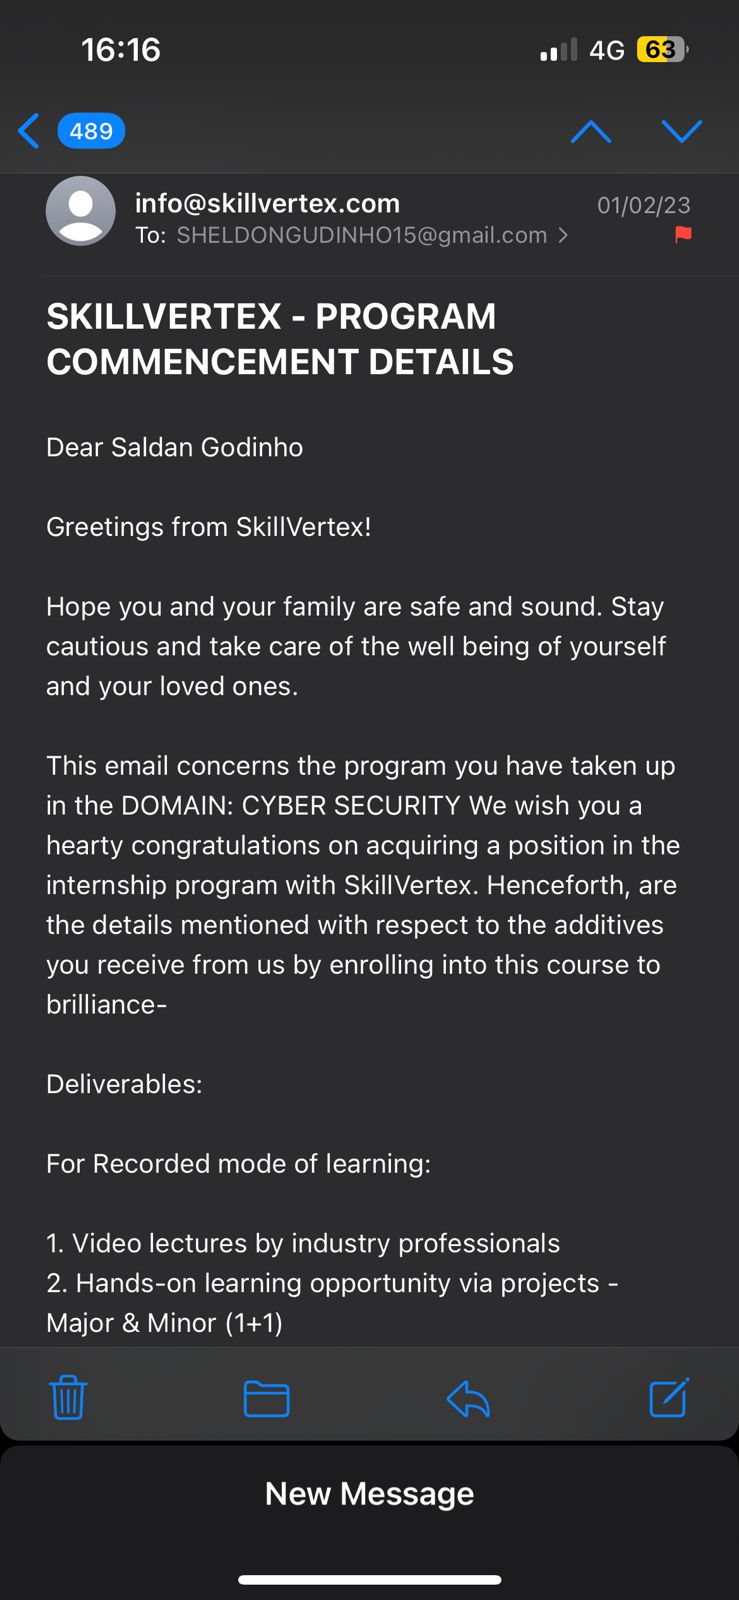 16:16
4G 63
489
info@skillvertex.com 01/02/23
To: SHELDONGUDINHO15@gmail.com
SKILLVERTEX - PROGRAM
COMMENCEMENT DETAILS
Dear Saldan Godinho
Greetings from SkillVertex!
Hope you and your family are safe and sound. Stay
cautious and take care of the well being of yourself
and your loved ones.
This email concerns the program you have taken up
in the DOMAIN: CYBER SECURITY We wish you a
hearty congratulations on acquiring a position in the
internship program with SkillVertex. Henceforth, are
the details mentioned with respect to the additives
you receive from us by enrolling into this course to
brilliance-
Deliverables:
For Recorded mode of learning:
1. Video lectures by industry professionals
2. Hands-on learning opportunity via projects -
Major & Minor (1+1)
New Message